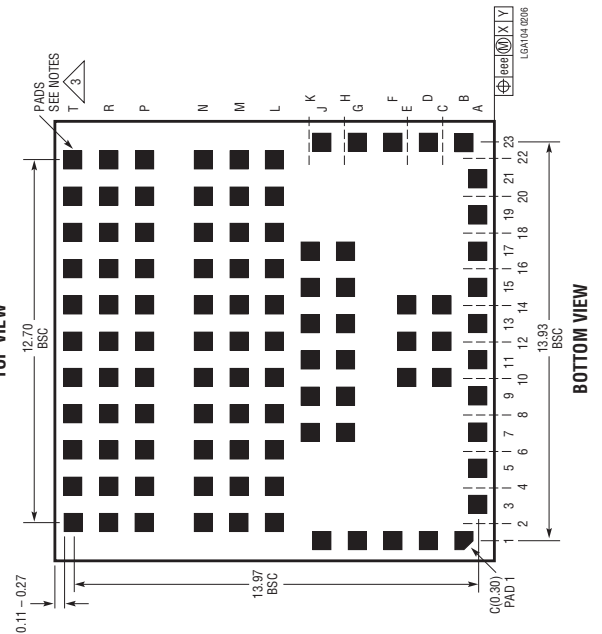 TOP VIEW
12.70
BSC
PADS
SEE NOTES
3
T
R
P
N
M
L
K
J
H
G
F
E
D
C
B
A
eee M X Y
LGA104 0206
0.11 – 0.27
13.97
BSC
C(0.30)
PAD 1
1 2 3 4 5 6 7 8 9 10 11 12 13 14 15 16 17 18 19 20 21 22 23
13.93
BSC
BOTTOM VIEW